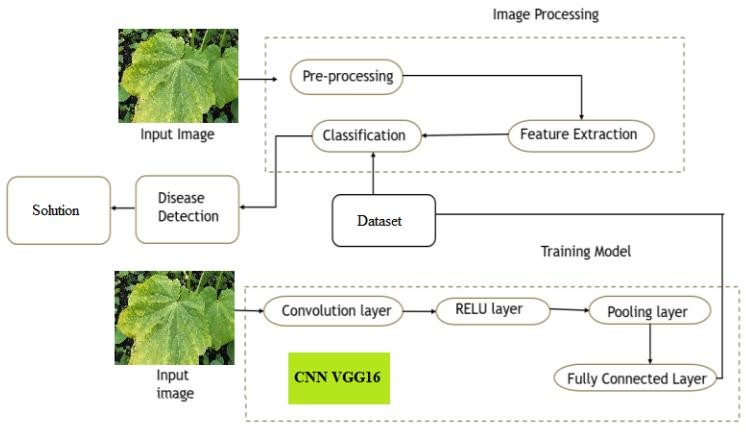 Image Processing
Pre-processing
Input Image
Classification
Feature Extraction
Solution
Disease
Detection
Dataset
Training Model
Convolution layer
RELU layer
Pooling layer
Input
image
CNN VGG16
Fully Connected Layer